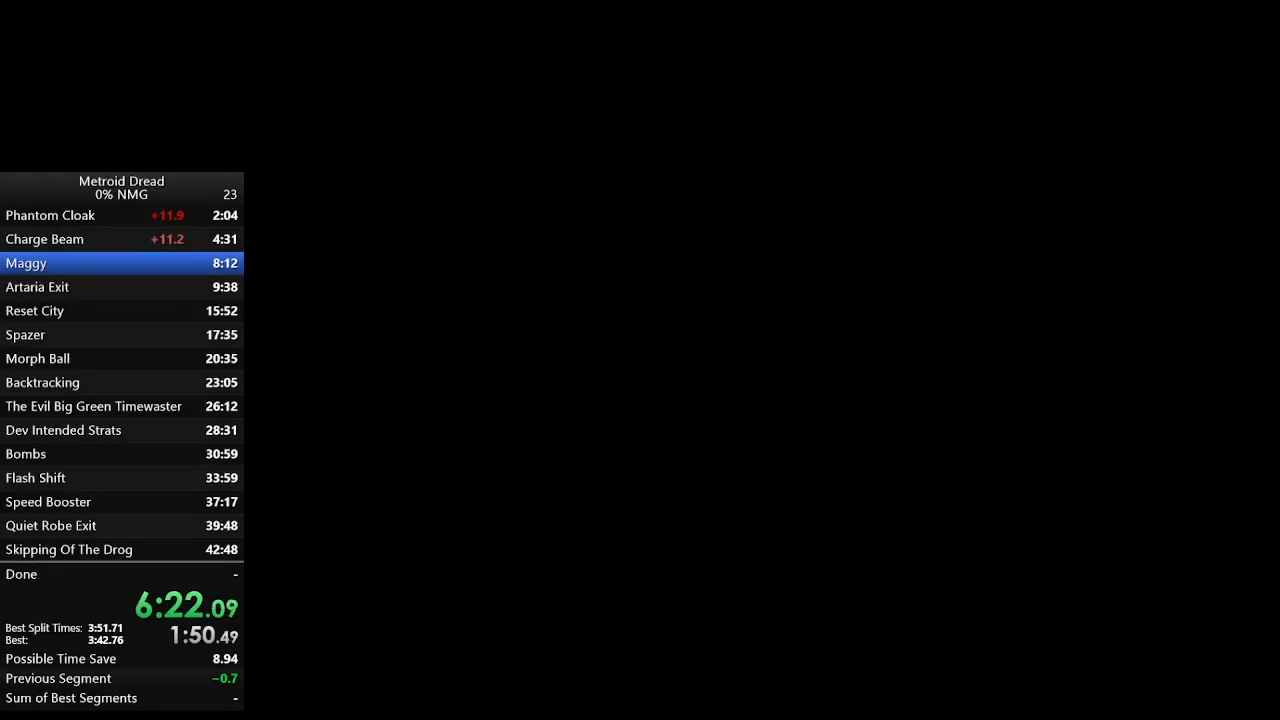 Metroid Dread
0% NMG 23
Phantom Cloak +11.9 2:04
Charge Beam +11.2 4:31
Maggy 8:12
Artaria Exit 9:38
Reset City 15:52
Spazer 17:35
Morph Ball 20:35
Backtracking 23:05
The Evil Big Green Timewaster 26:12
Dev Intended Strats 28:31
Bombs 30:59
Flash Shift 33:59
Speed Booster 37:17
Quiet Robe Exit 39:48
Skipping Of The Drog 42:48
Done -
6:22.09
Best Split Times: 3:51.71
Best: 3:42.76 1:50.49
Possible Time Save 8.94
Previous Segment −0.7
Sum of Best Segments -